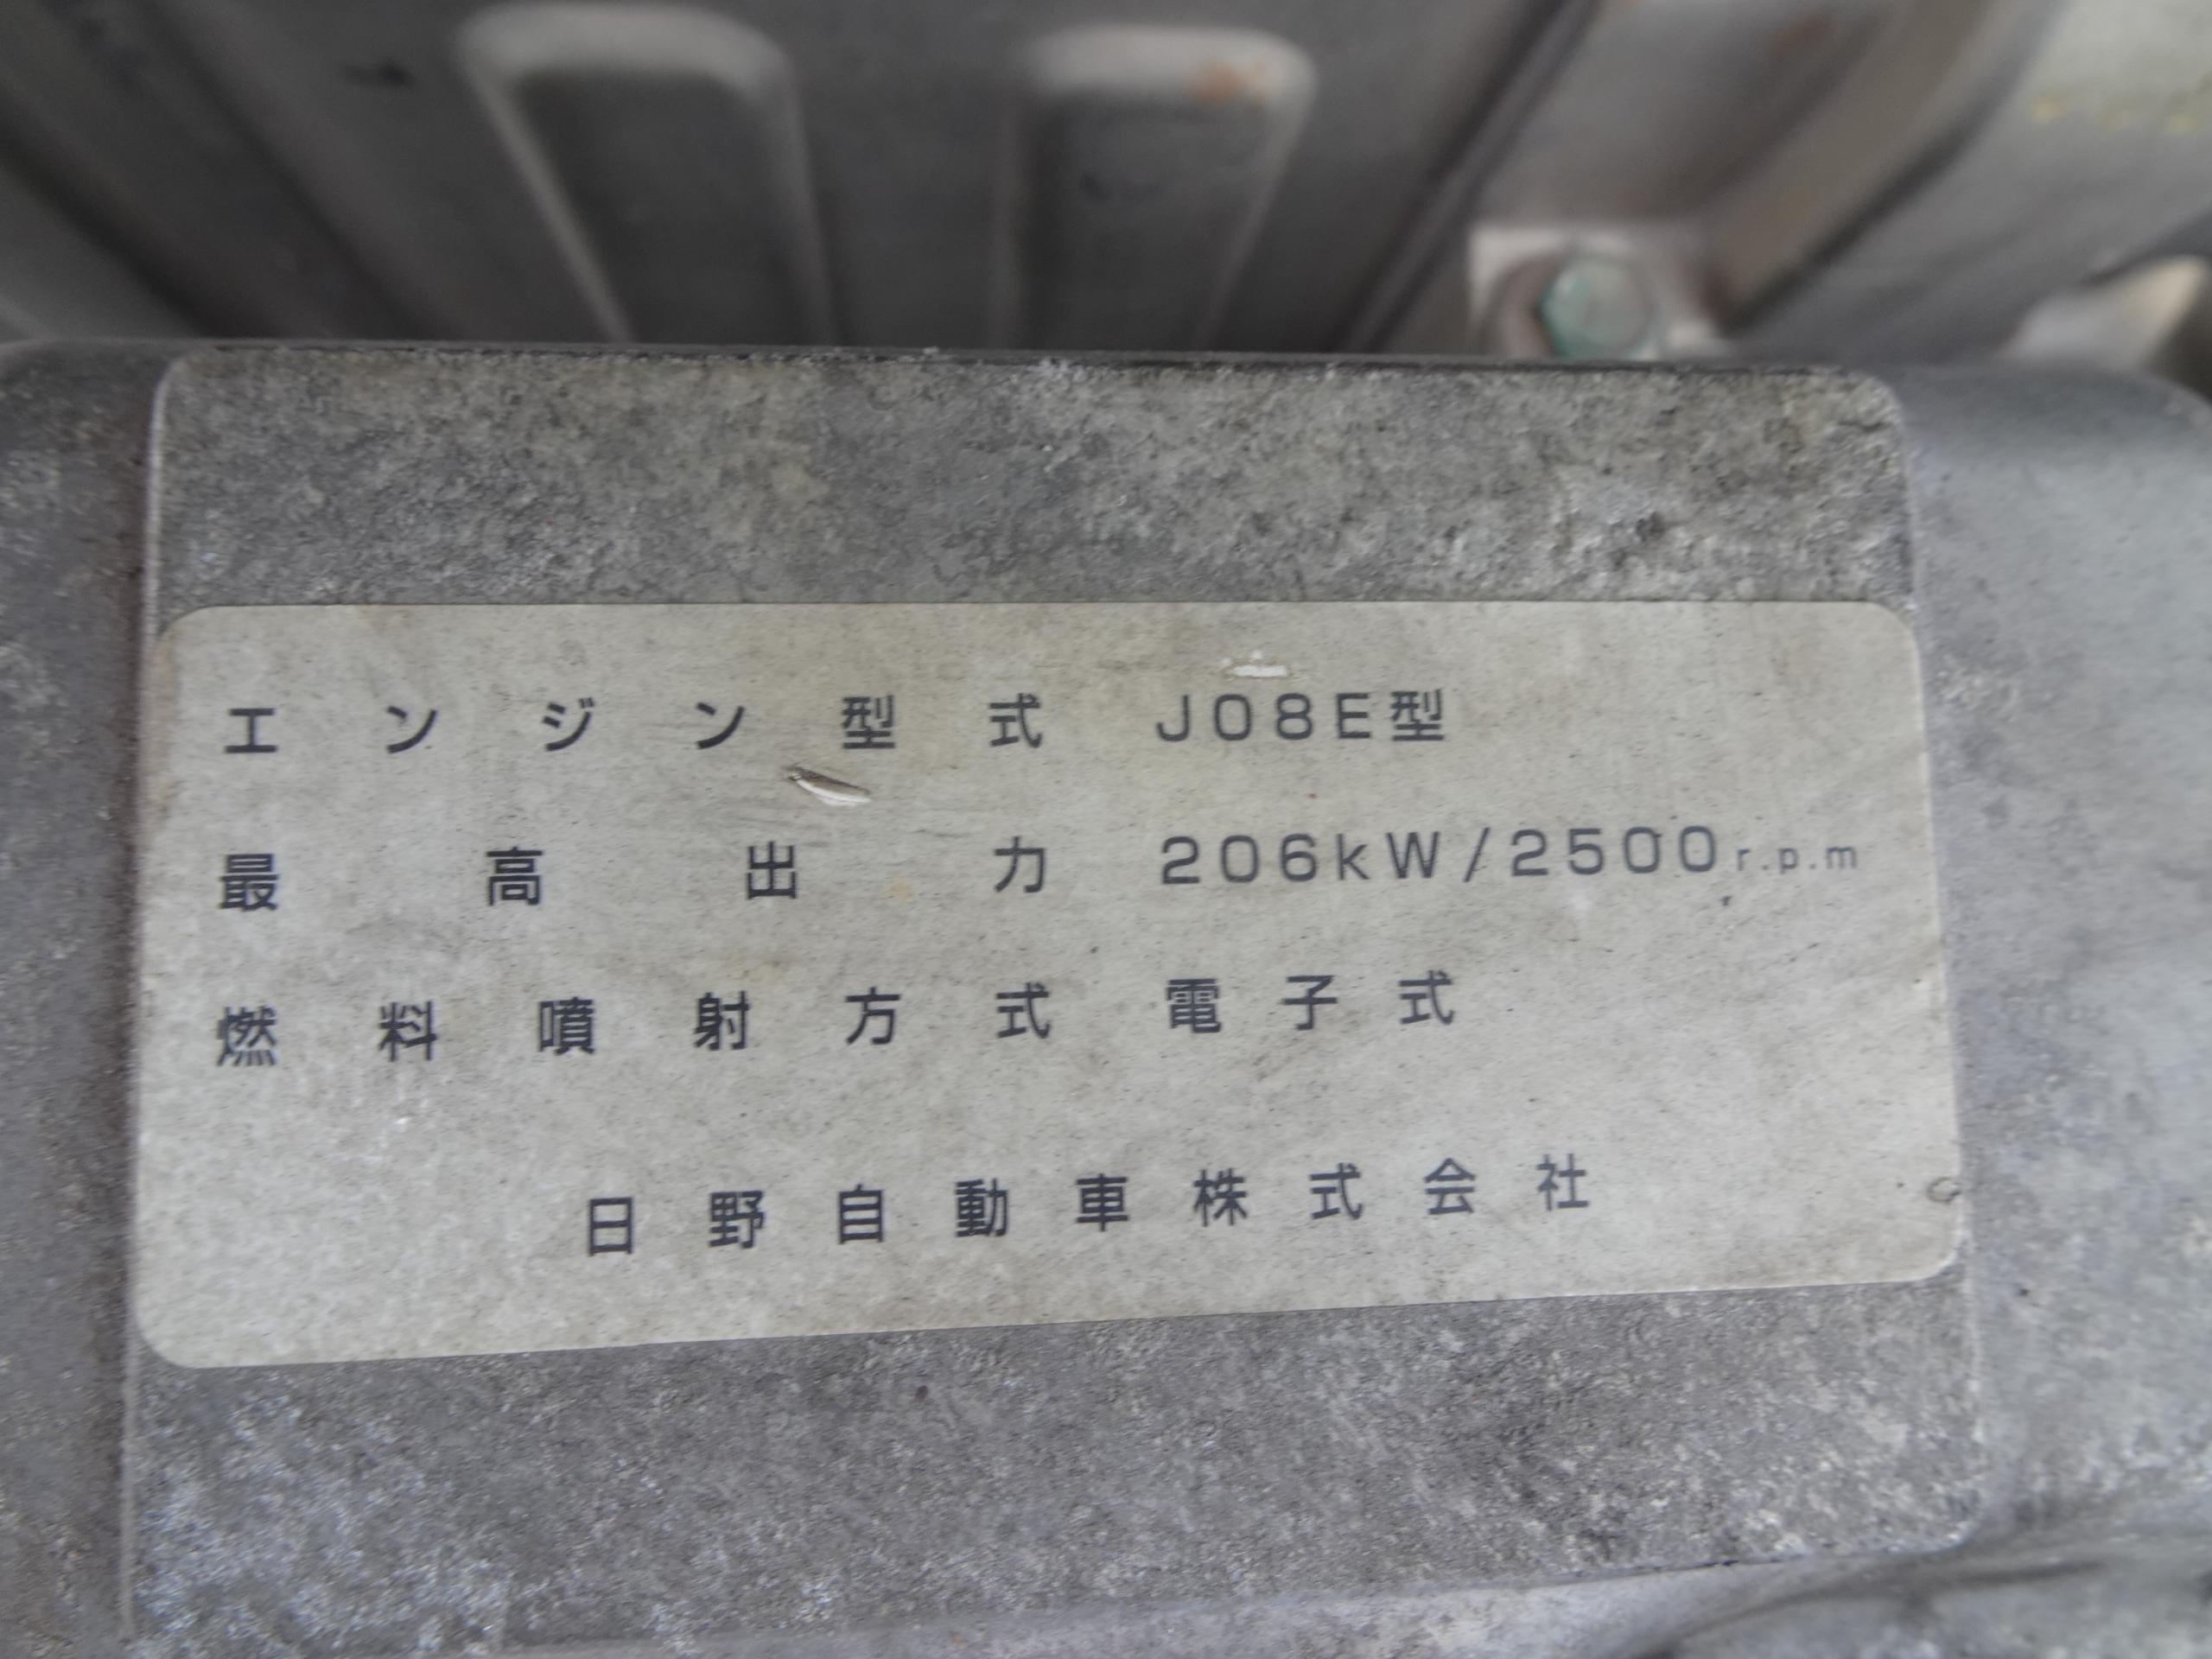 エンジン型式 J08E型
最高出力 206kW/2500r.p.m
燃料噴射方式 電子式
日野自動車株式会社